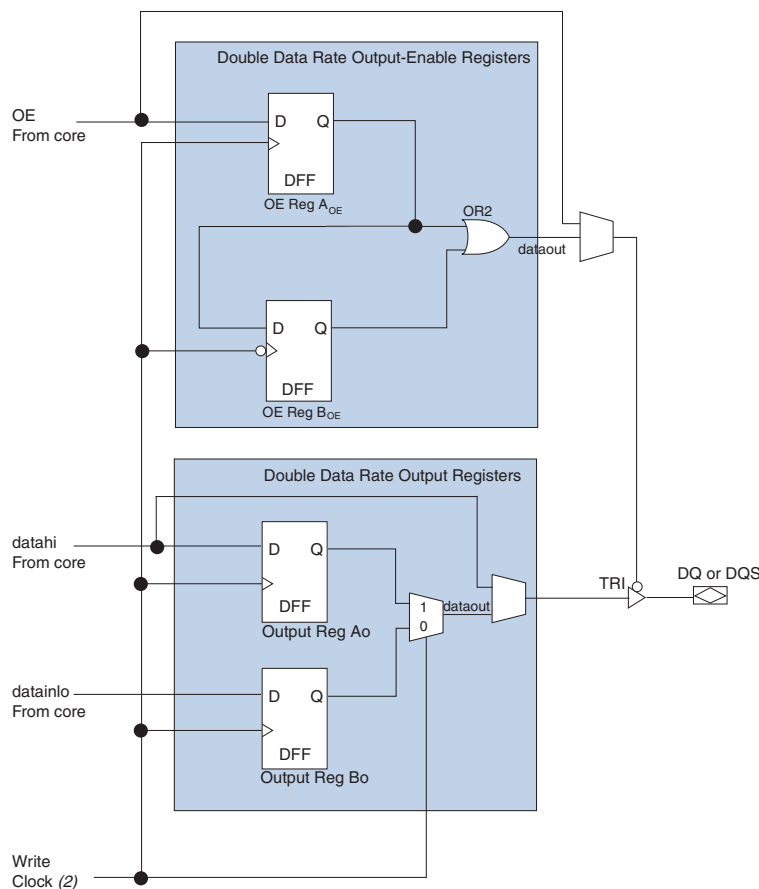 Double Data Rate Output-Enable Registers
OE
From core
D Q
DFF
OE Reg AOE
OR2
dataout
D Q
DFF
OE Reg BOE
Double Data Rate Output Registers
datahi
From core
D Q
DFF
Output Reg Ao
1
0
dataout
TRI
DQ or DQS
datainlo
From core
D Q
DFF
Output Reg Bo
Write
Clock (2)